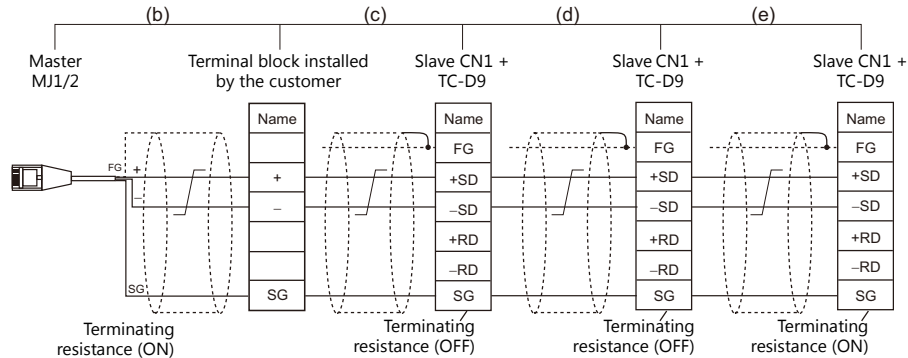 (b) (c) (d) (e)
Master
MJ1/2
Terminal block installed
by the customer
Slave CN1 +
TC-D9
Slave CN1 +
TC-D9
Slave CN1 +
TC-D9
FG
+
–
SG
Name
+
–
SG
Name
FG
+SD
–SD
+RD
–RD
SG
Name
FG
+SD
–SD
+RD
–RD
SG
Name
FG
+SD
–SD
+RD
–RD
SG
Terminating
resistance (ON)
Terminating
resistance (OFF)
Terminating
resistance (OFF)
Terminating
resistance (ON)